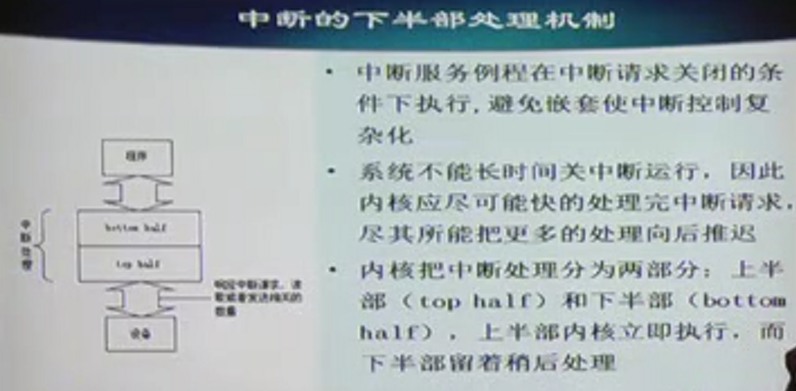 中断的下半部处理机制
• 中断服务例程在中断请求关闭的条
件下执行,避免嵌套使中断控制复
杂化
• 系统不能长时间关中断运行，因此
内核应尽可能快的处理完中断请求，
尽其所能把更多的处理向后推迟
• 内核把中断处理分为两部分：上半
部（top half）和下半部（bottom
half），上半部内核立即执行，而
下半部留着稍后处理
程序
中断处理
bottom half
top half
响应中断请求，读
取或者发送相关的
数量
设备